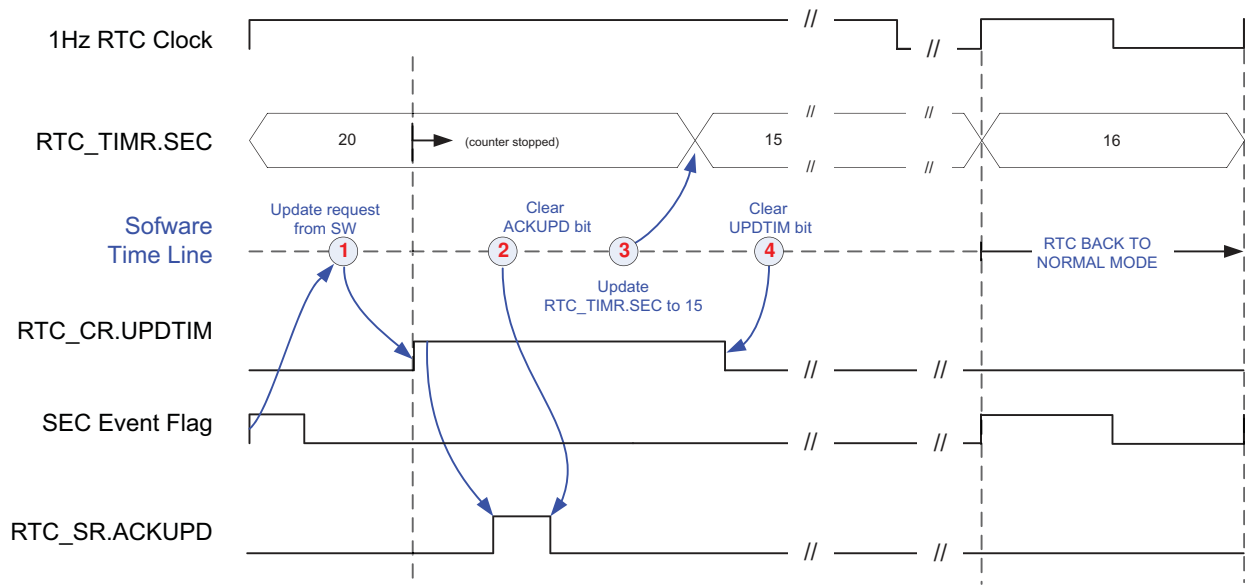 //
1Hz RTC Clock
//
//
//
RTC_TIMR.SEC
20
(counter stopped)
15
16
//
//
Sofware
Time Line
Update request
from SW
1
Clear
ACKUPD bit
2
3
Update
RTC_TIMR.SEC to 15
Clear
UPDTIM bit
4
RTC BACK TO
NORMAL MODE
RTC_CR.UPDTIM
//
//
SEC Event Flag
//
//
RTC_SR.ACKUPD
//
//